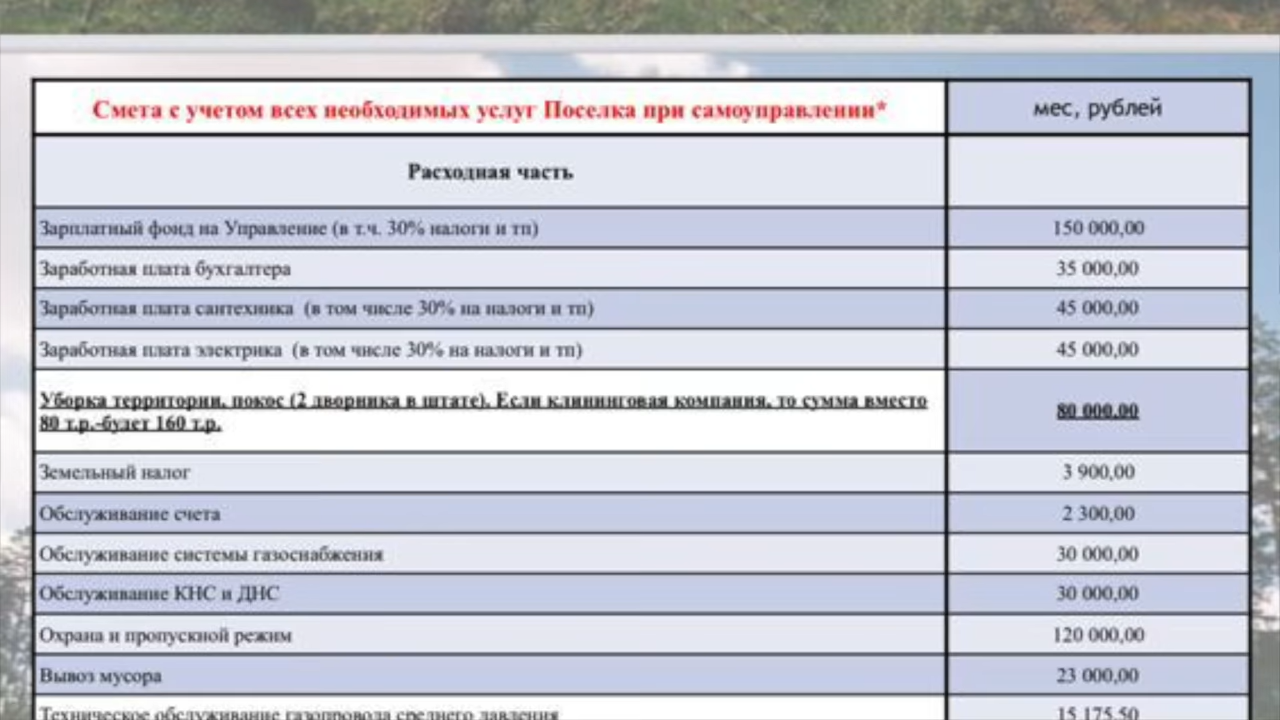 Смета с учетом всех необходимых услуг Поселка при самоуправлении*
мес, рублей
Расходная часть
Зарплатный фонд на Управление (в т.ч. 30% налоги и тп)
150 000,00
Заработная плата бухгалтера
35 000,00
Заработная плата сантехника (в том числе 30% на налоги и тп)
45 000,00
Заработная плата электрика (в том числе 30% на налоги и тп)
45 000,00
Уборка территории, покос (2 дворника в штате). Если клининговая компания, то сумма вместо
80 т.р.-будет 160 т.р.
80 000,00
Земельный налог
3 900,00
Обслуживание счета
2 300,00
Обслуживание системы газоснабжения
30 000,00
Обслуживание КНС и ДНС
30 000,00
Охрана и пропускной режим
120 000,00
Вывоз мусора
23 000,00
Техническое обслуживание газопровода среднего давления
15 175,50